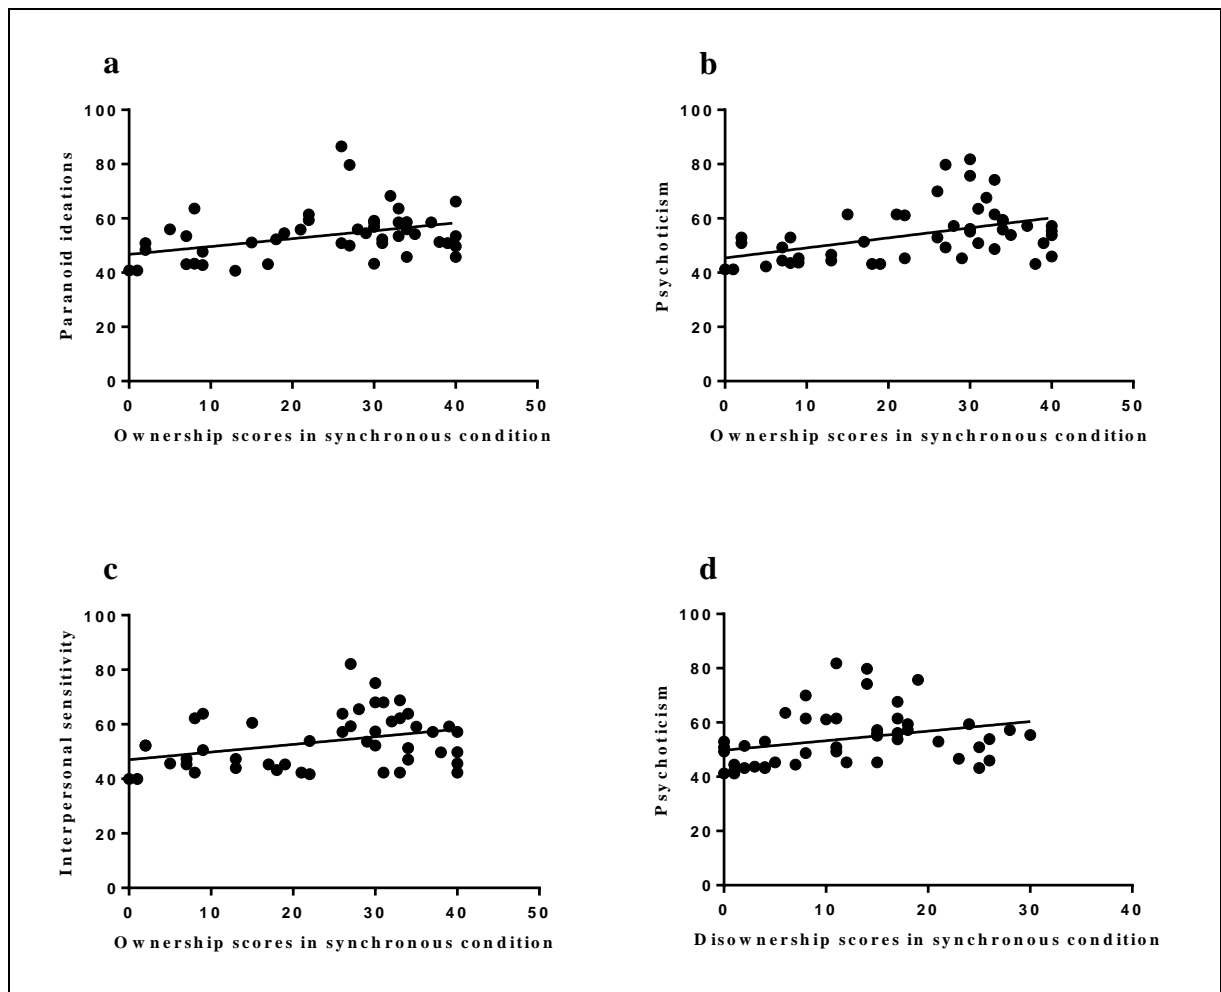 a
100
80
60
40
20
0
Paranoid ideations
0 10 20 30 40 50
Ownership scores in synchronous condition
b
100
80
60
40
20
0
Psychoticism
0 10 20 30 40 50
Ownership scores in synchronous condition
c
100
80
60
40
20
0
Interpersonal sensitivity
0 10 20 30 40 50
Ownership scores in synchronous condition
d
100
80
60
40
20
0
Psychoticism
0 10 20 30 40
Disownership scores in synchronous condition